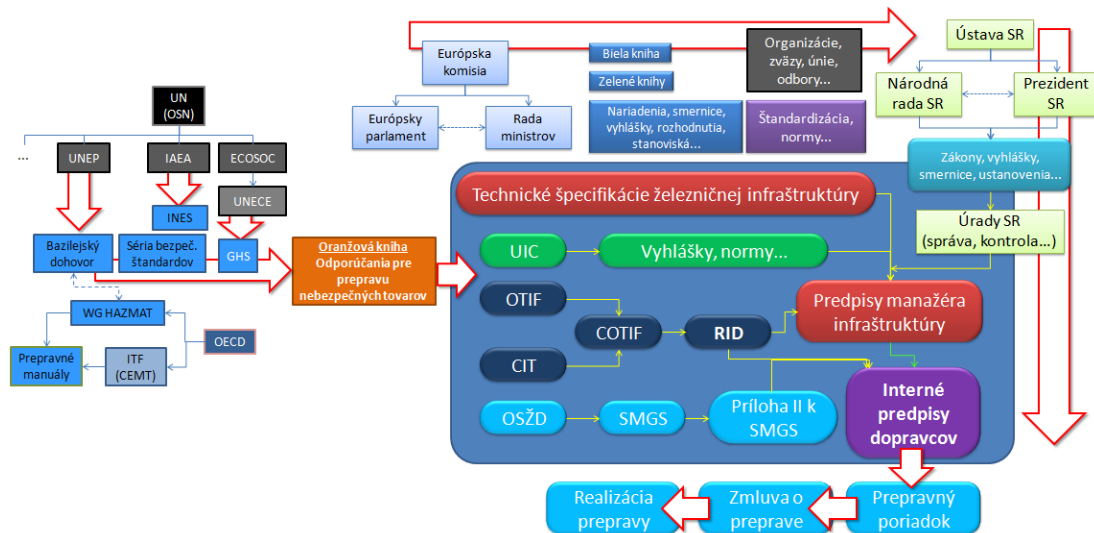 UN
(OSN)
...
UNEP
IAEA
ECOSOC
UNECE
INES
Bazilejský
dohovor
Séria bezpeč.
štandardov
GHS
WG HAZMAT
OECD
Prepravné
manuály
ITF
(CEMT)
Oranžová kniha
Odporúčania pre
prepravu
nebezpečných tovarov
Európska
komisia
Európsky
parlament
Rada
ministrov
Biela kniha
Zelené knihy
Nariadenia, smernice,
vyhlášky, rozhodnutia,
stanoviská...
Organizácie,
zväzy, únie,
odbory...
Štandardizácia,
normy...
Ústava SR
Národná
rada SR
Prezident
SR
Zákony, vyhlášky,
smernice, ustanovenia...
Úrady SR
(správa, kontrola...)
Technické špecifikácie železničnej infraštruktúry
UIC
Vyhlášky, normy...
OTIF
COTIF
RID
CIT
Predpisy manažéra
infraštruktúry
OSŽD
SMGS
Príloha II k
SMGS
Interné
predpisy
dopravcov
Realizácia
prepravy
Zmluva o
preprave
Prepravný
poriadok